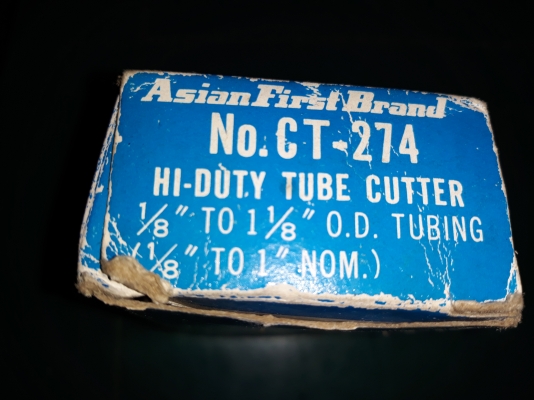 Asian First Brand
No. CT-274
HI-DUTY TUBE CUTTER
1/8" TO 1 1/8" O.D. TUBING
(1/8" TO 1" NOM.)